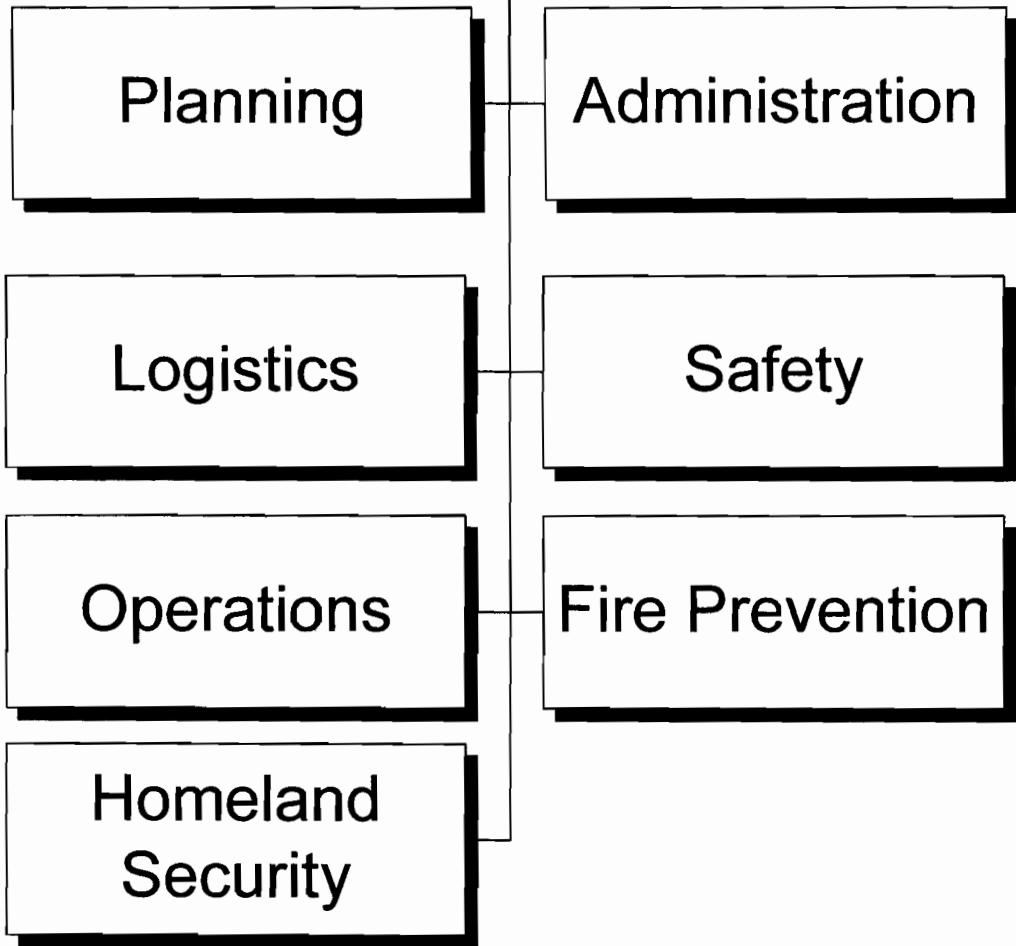 Planning
Administration
Logistics
Safety
Operations
Fire Prevention
Homeland
Security